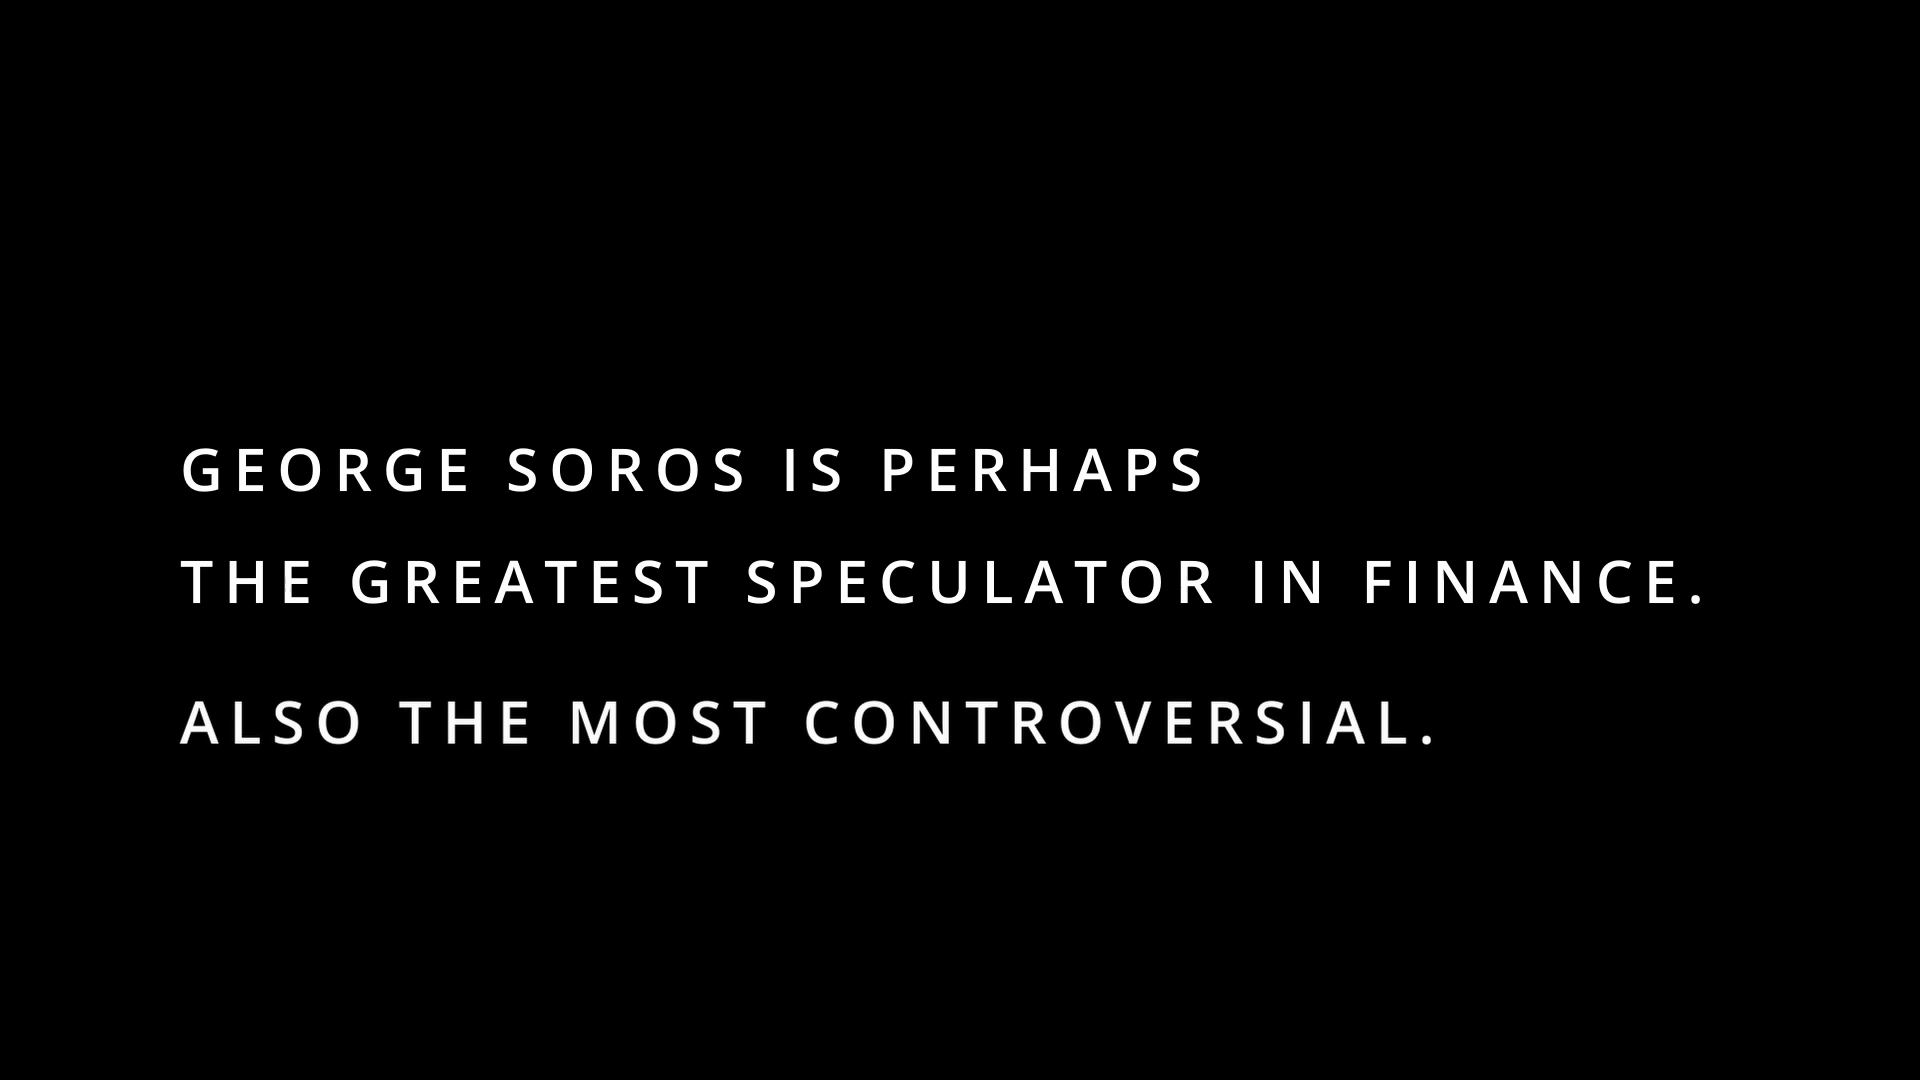 GEORGE SOROS IS PERHAPS
THE GREATEST SPECULATOR IN FINANCE.
ALSO THE MOST CONTROVERSIAL.